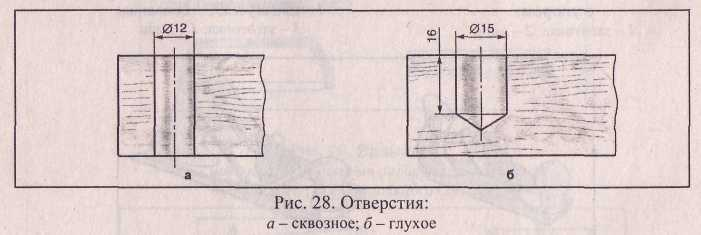 Ø12
16
Ø15
а
б
Рис. 28. Отверстия:
а – сквозное; б – глухое